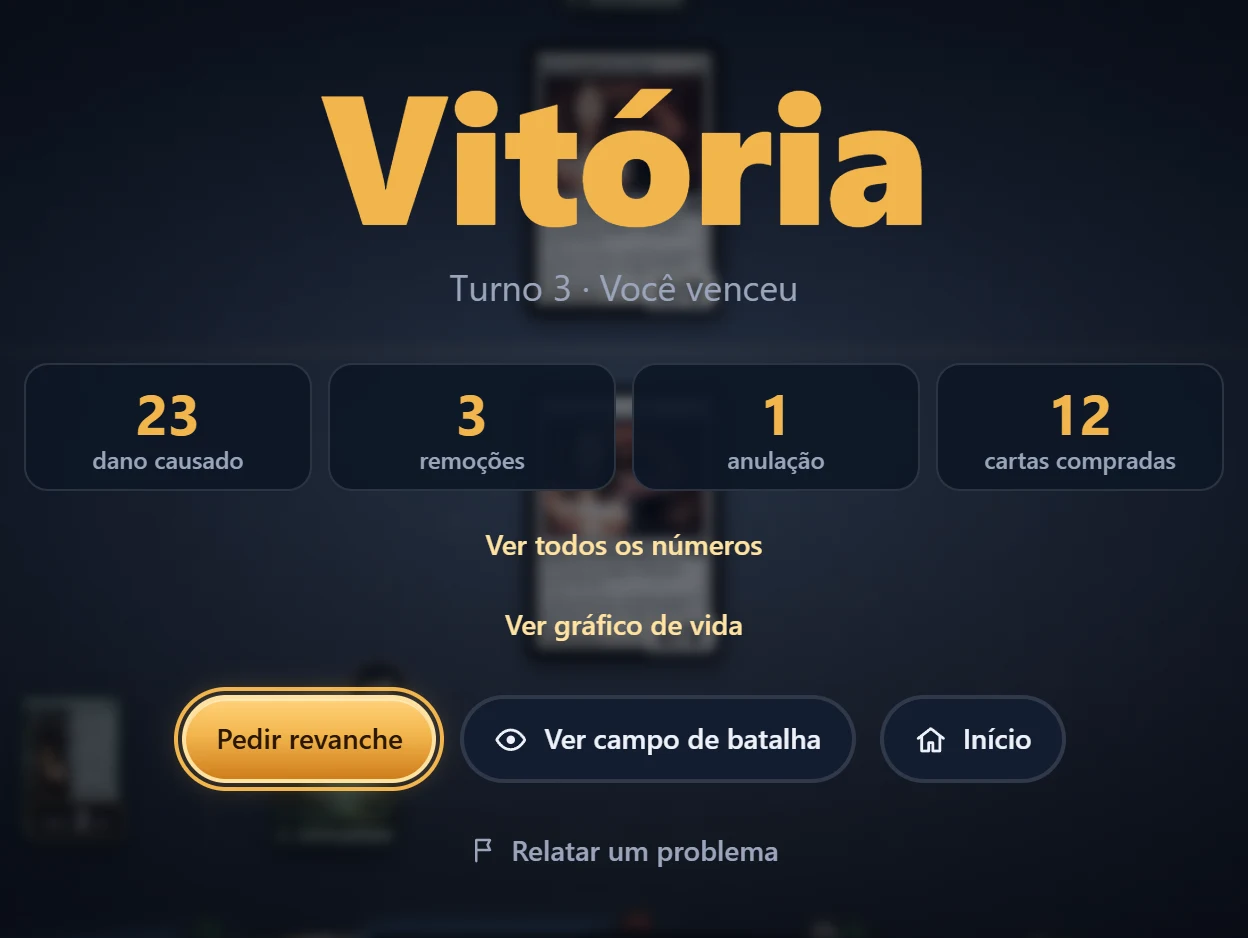 Vitória
Turno 3 · Você venceu
23
dano causado
3
remoções
1
anulação
12
cartas compradas
Ver todos os números
Ver gráfico de vida
Pedir revanche
Ver campo de batalha
Início
Relatar um problema